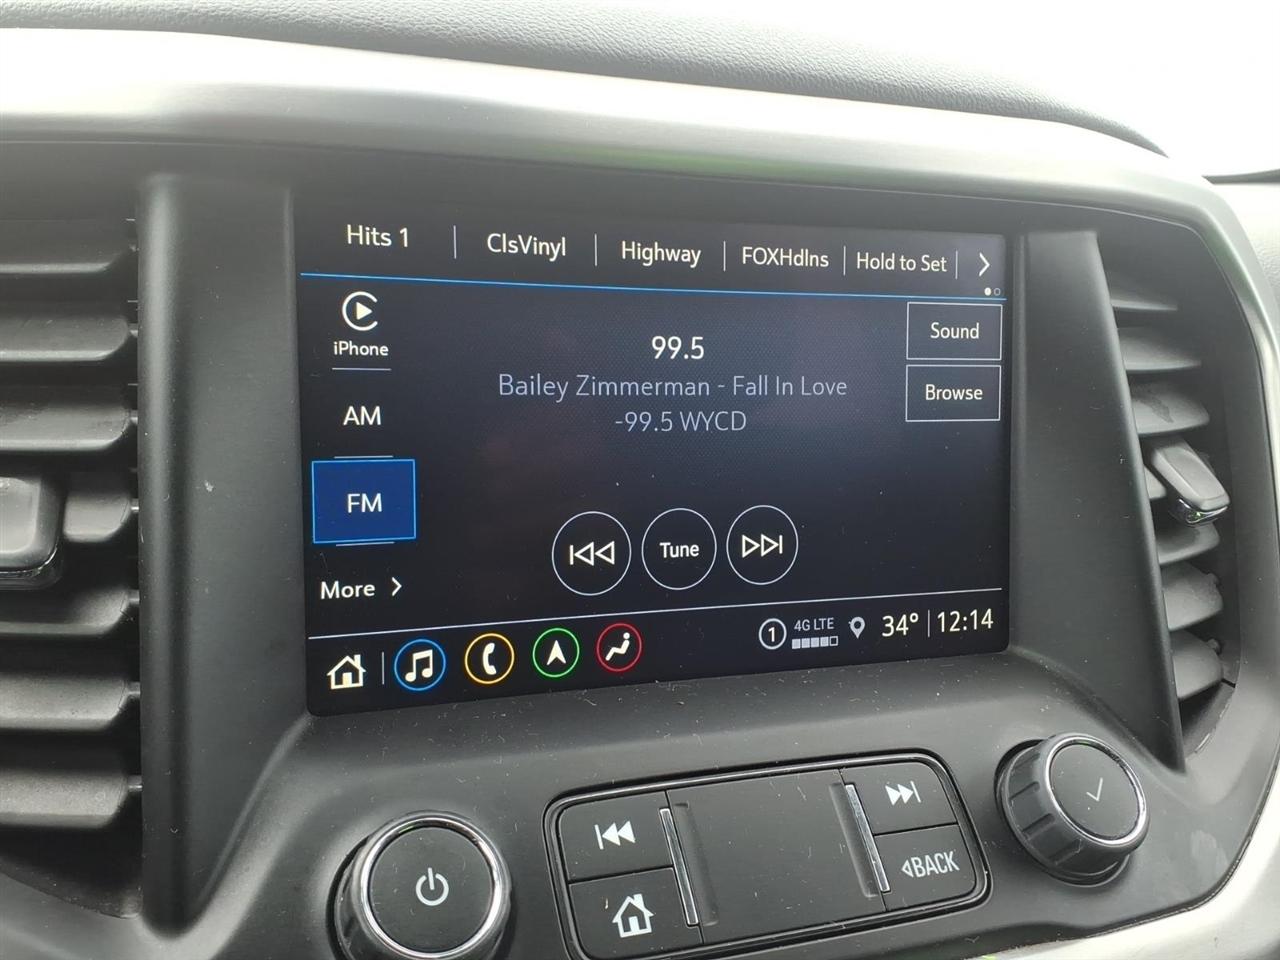 Hits 1
ClsVinyl
Highway
FOXHdlns
Hold to Set
iPhone
AM
FM
More
99.5
Bailey Zimmerman - Fall In Love
-99.5 WYCD
Sound
Browse
Tune
1
4G LTE
34°
12:14
BACK